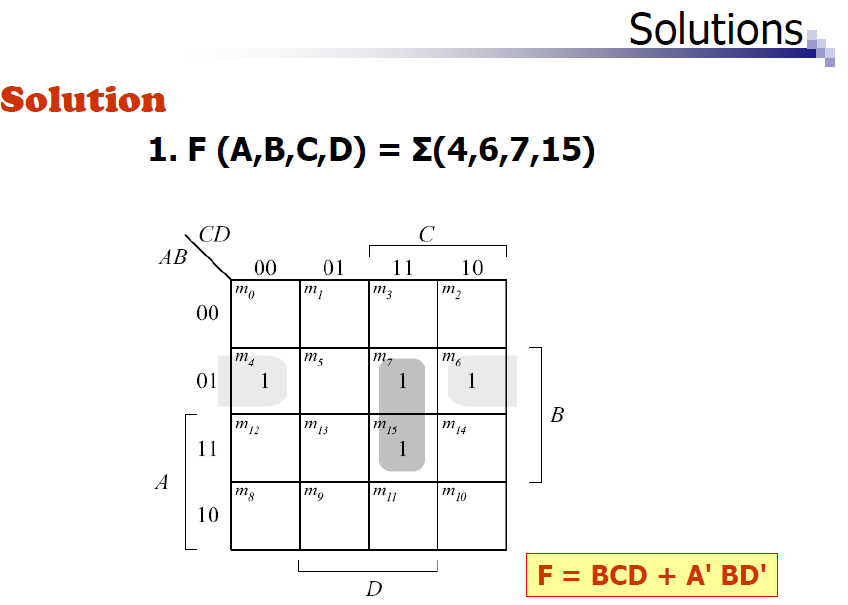 Solutions
Solution
1. F (A,B,C,D) = Σ(4,6,7,15)
CD
C
AB
00 01 11 10
m0 m1 m3 m2
00
m4 m5 m7 m6
01 1 1 1
B
m12 m13 m15 m14
11 1
A
m8 m9 m11 m10
10
D
F = BCD + A' BD'